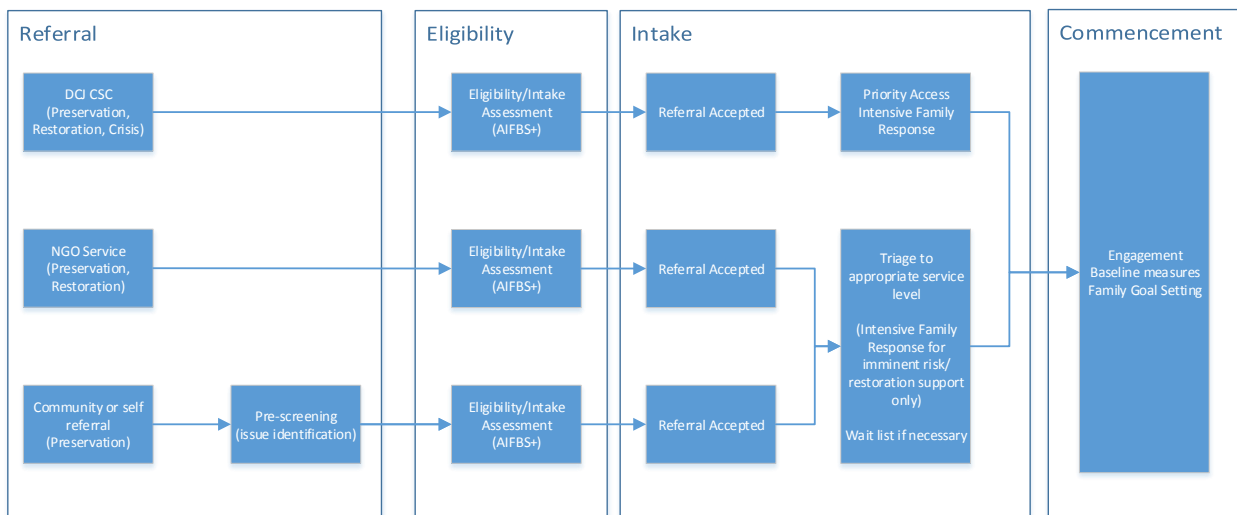 Referral
Eligibility
Intake
Commencement
DCJ CSC
(Preservation,
Restoration, Crisis)
Eligibility/Intake
Assessment
(AIFBS+)
Referral Accepted
Priority Access
Intensive Family
Response
NGO Service
(Preservation,
Restoration)
Eligibility/Intake
Assessment
(AIFBS+)
Referral Accepted
Triage to
appropriate service
level
(Intensive Family
Response for
imminent risk/
restoration support
only)
Wait list if necessary
Engagement
Baseline measures
Family Goal Setting
Community or self
referral
(Preservation)
Pre-screening
(issue identification)
Eligibility/Intake
Assessment
(AIFBS+)
Referral Accepted